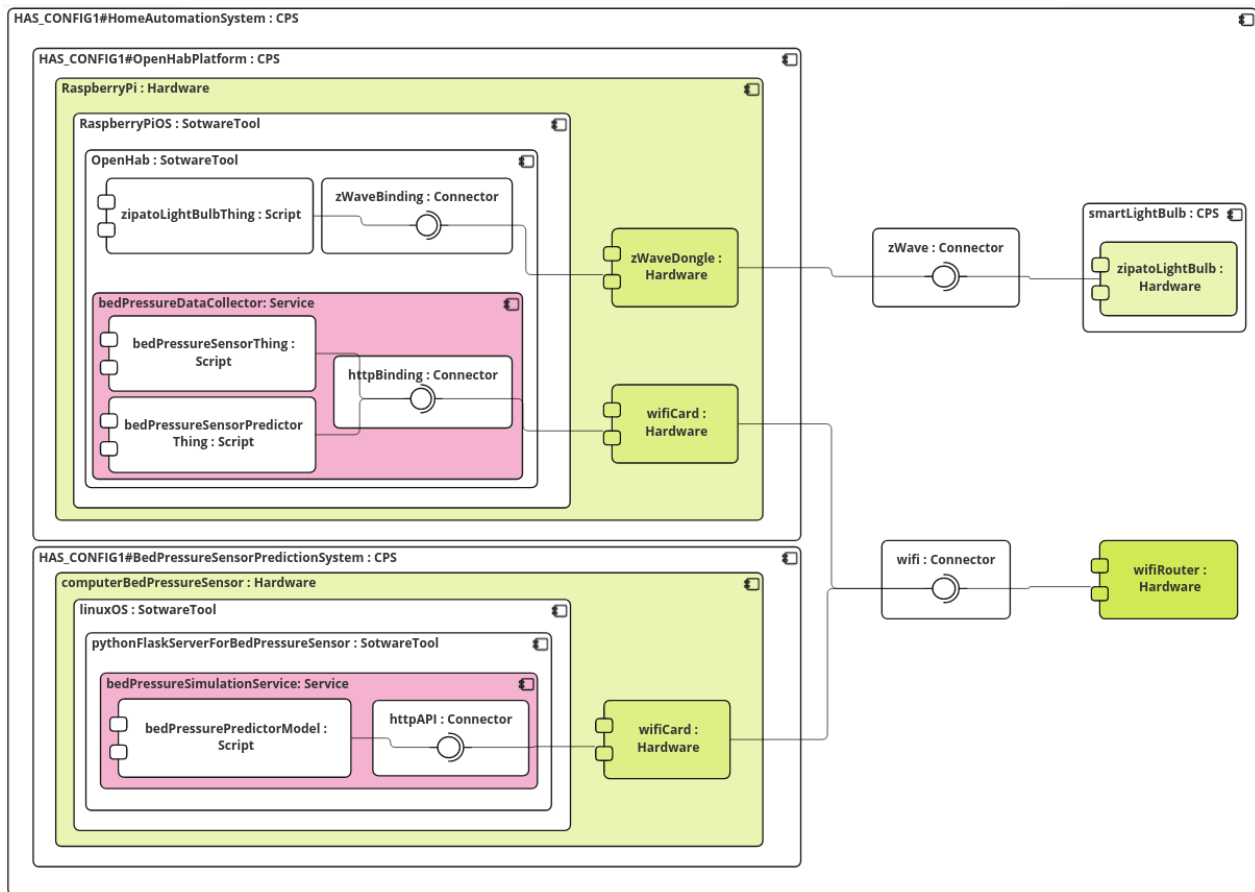 HAS_CONFIG1#HomeAutomationSystem : CPS
HAS_CONFIG1#OpenHabPlatform : CPS
RaspberryPi : Hardware
RaspberryPiOS : SotwareTool
OpenHab : SotwareTool
zipatoLightBulbThing : Script
zWaveBinding : Connector
zWaveDongle :
Hardware
zWave : Connector
smartLightBulb : CPS
zipatoLightBulb :
Hardware
bedPressureDataCollector: Service
bedPressureSensorThing :
Script
httpBinding : Connector
bedPressureSensorPredictor
Thing : Script
wifiCard :
Hardware
HAS_CONFIG1#BedPressureSensorPredictionSystem : CPS
computerBedPressureSensor : Hardware
linuxOS : SotwareTool
pythonFlaskServerForBedPressureSensor : SotwareTool
bedPressureSimulationService: Service
bedPressurePredictorModel :
Script
httpAPI : Connector
wifiCard :
Hardware
wifi : Connector
wifiRouter :
Hardware